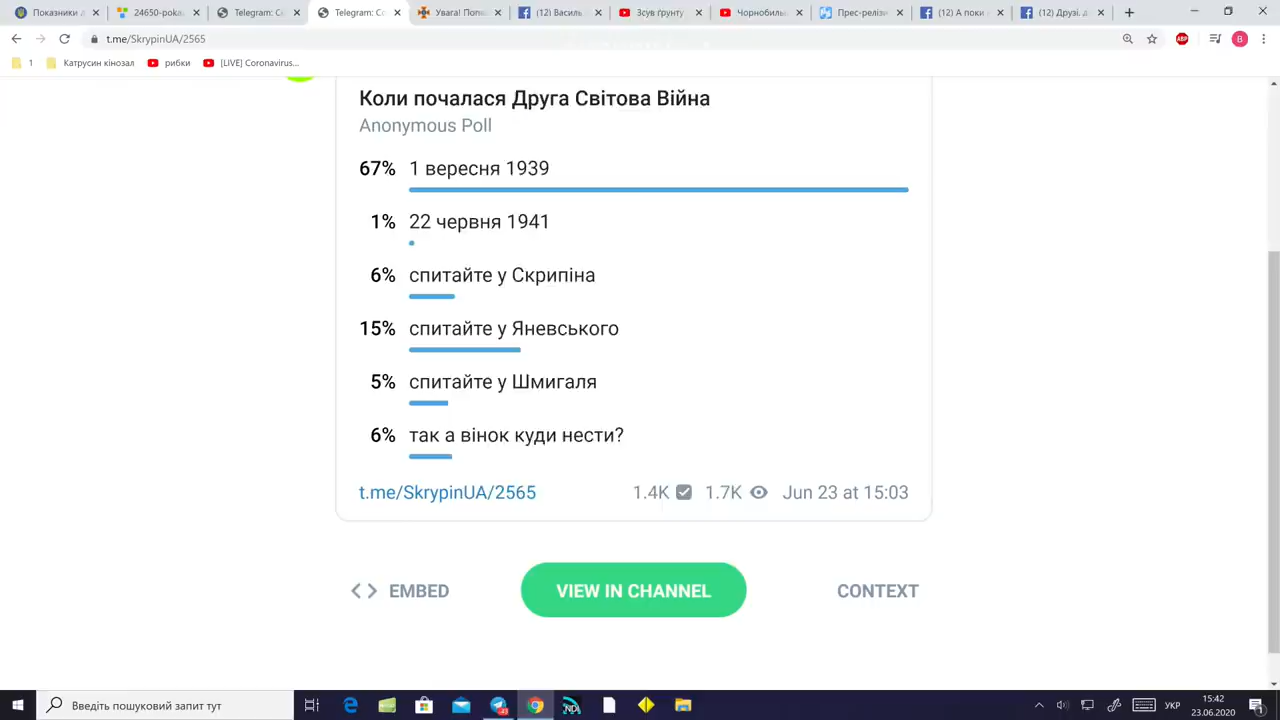 Показники л
24650-рока
Telegram: Co
Telegram: Co
Увага! Попе
(12) Василь
Зсув ґрунту
Чорнобиль
Прес-реліз
(12) А поки
(12) Друзі, д
t.me/SkrypinUA/2565
ABP
B
1
Катрусин кінозал
рибки
[LIVE] Coronavirus...
Коли почалася Друга Світова Війна
Anonymous Poll
67% 1 вересня 1939
1% 22 червня 1941
6% спитайте у Скрипіна
15% спитайте у Яневського
5% спитайте у Шмигаля
6% так а вінок куди нести?
t.me/SkrypinUA/2565 1.4K 1.7K Jun 23 at 15:03
EMBED
VIEW IN CHANNEL
CONTEXT
Введіть пошуковий запит тут
УКР
15:42
23.06.2020